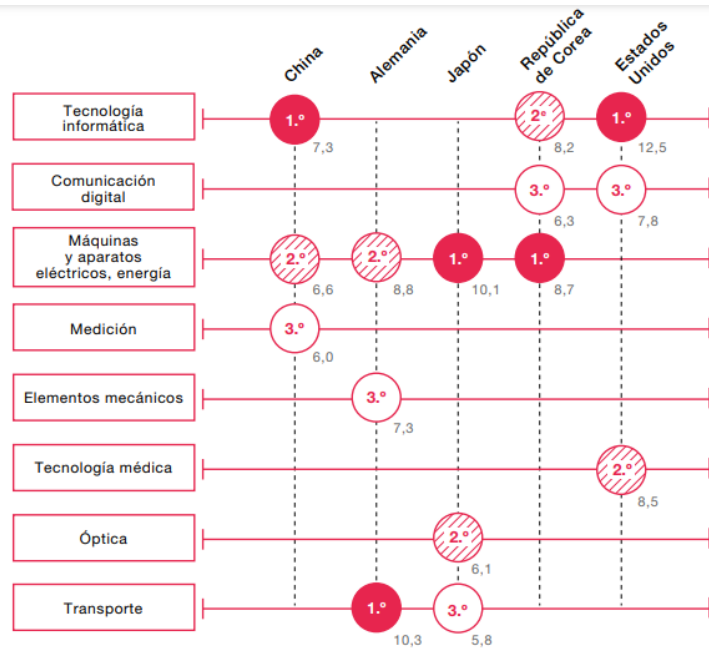 China
Alemania
Japón
República
de Corea
Estados
Unidos
Tecnología
informática
1.º
7,3
2º
8,2
1.º
12,5
Comunicación
digital
3.º
6,3
3.º
7,8
Máquinas
y aparatos
eléctricos, energía
2.º
6,6
2.º
8,8
1.º
10,1
1.º
8,7
Medición
3.º
6,0
Elementos mecánicos
3.º
7,3
Tecnología médica
2.º
8,5
Óptica
2.º
6,1
Transporte
1.º
10,3
3.º
5,8